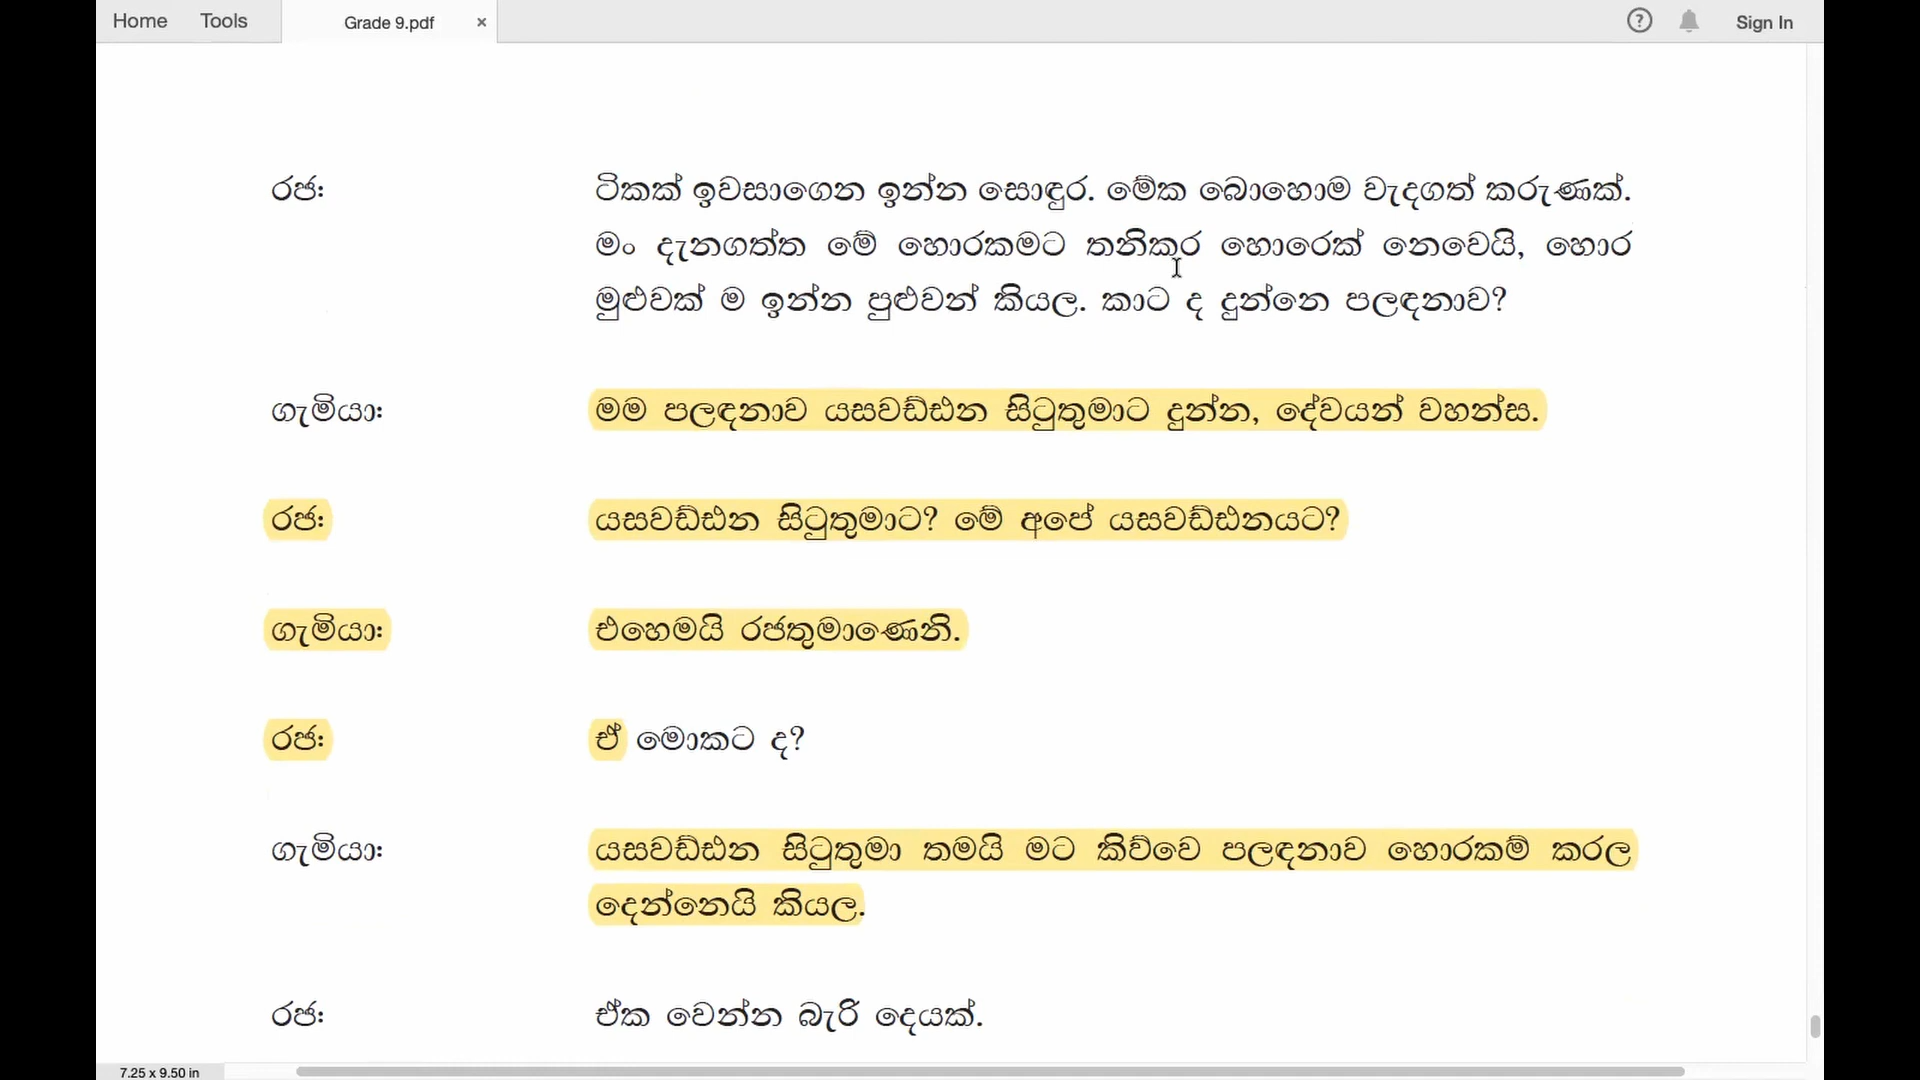 Home Tools Grade 9.pdf × ? Sign In
රජ: ටිකක් ඉවසාගෙන ඉන්න සොඳුර. මේක බොහොම වැදගත් කරුණක්.
මං දැනගත්ත මේ හොරකමට තනිකර හොරෙක් නෙවෙයි, හොර
මුළුවක් ම ඉන්න පුළුවන් කියල. කාට ද දුන්නෙ පලඳනාව?
ගැමියා: මම පලඳනාව යසවඩ්ඪන සිටුතුමාට දුන්න, දේවයන් වහන්ස.
රජ: යසවඩ්ඪන සිටුතුමාට? මේ අපේ යසවඩ්ඪනයට?
ගැමියා: එහෙමයි රජතුමාණෙනි.
රජ: ඒ මොකට ද?
ගැමියා: යසවඩ්ඪන සිටුතුමා තමයි මට කිව්වෙ පලඳනාව හොරකම් කරල
දෙන්නෙයි කියල.
රජ: ඒක වෙන්න බැරි දෙයක්.
7.25 x 9.50 in